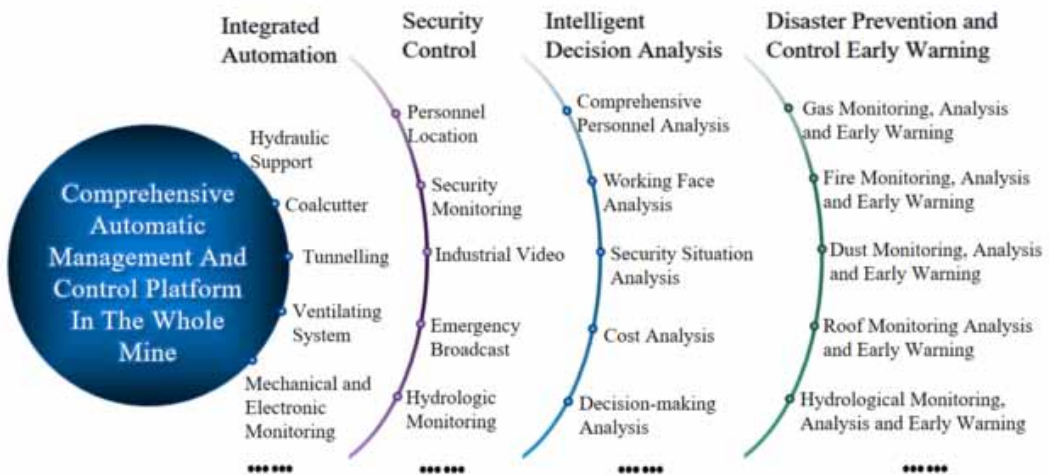 Integrated
Automation
Security
Control
Intelligent
Decision Analysis
Disaster Prevention and
Control Early Warning
Comprehensive
Automatic
Management And
Control Platform
In The Whole
Mine
Hydraulic
Support
Coalcutter
Tunnelling
Ventilating
System
Mechanical and
Electronic
Monitoring
••••••
Personnel
Location
Security
Monitoring
Industrial Video
Emergency
Broadcast
Hydrologic
Monitoring
••••••
Comprehensive
Personnel Analysis
Working Face
Analysis
Security Situation
Analysis
Cost Analysis
Decision-making
Analysis
••••••
Gas Monitoring, Analysis
and Early Warning
Fire Monitoring, Analysis
and Early Warning
Dust Monitoring, Analysis
and Early Warning
Roof Monitoring Analysis
and Early Warning
Hydrological Monitoring,
Analysis and Early Warning
••••••